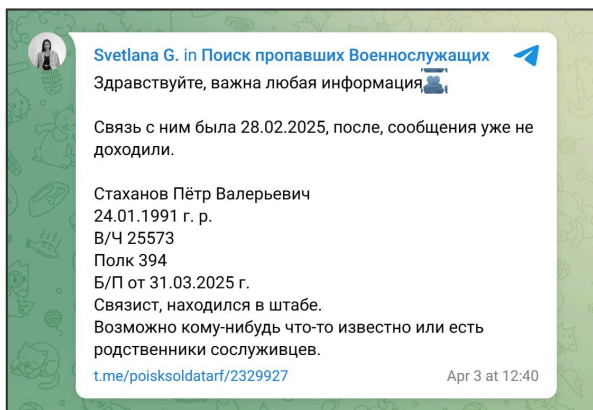 Svetlana G. in Поиск пропавших Военнослужащих
Здравствуйте, важна любая информация
Связь с ним была 28.02.2025, после, сообщения уже не
доходили.
Стаханов Пётр Валерьевич
24.01.1991 г. р.
В/Ч 25573
Полк 394
Б/П от 31.03.2025 г.
Связист, находился в штабе.
Возможно кому-нибудь что-то известно или есть
родственники сослуживцев.
t.me/poisksoldatarf/2329927
Apr 3 at 12:40